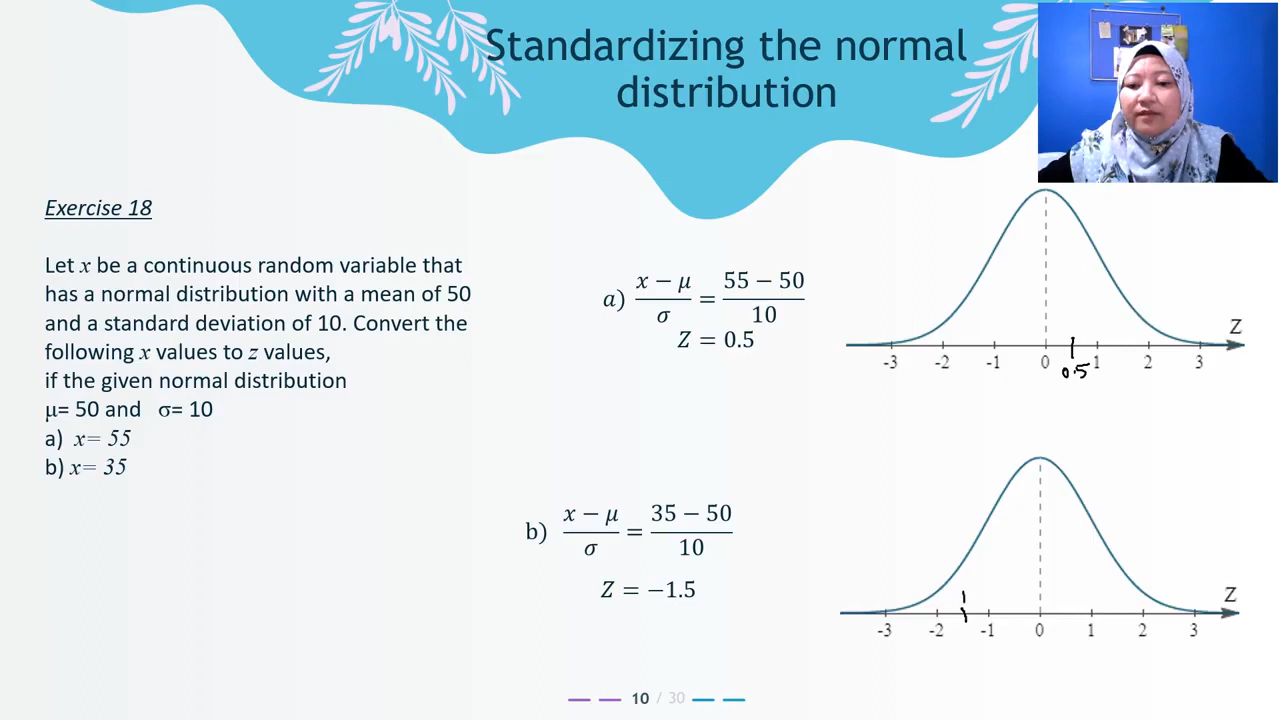 Standardizing the normal
distribution
Exercise 18
Let x be a continuous random variable that
has a normal distribution with a mean of 50
and a standard deviation of 10. Convert the
following x values to z values,
if the given normal distribution
μ= 50 and σ= 10
a) x= 55
b) x= 35
a) (x − μ)/σ = (55 − 50)/10
Z = 0.5
Z
-3 -2 -1 0 1 2 3
0.5
b) (x − μ)/σ = (35 − 50)/10
Z = −1.5
Z
-3 -2 -1 0 1 2 3
10 / 30